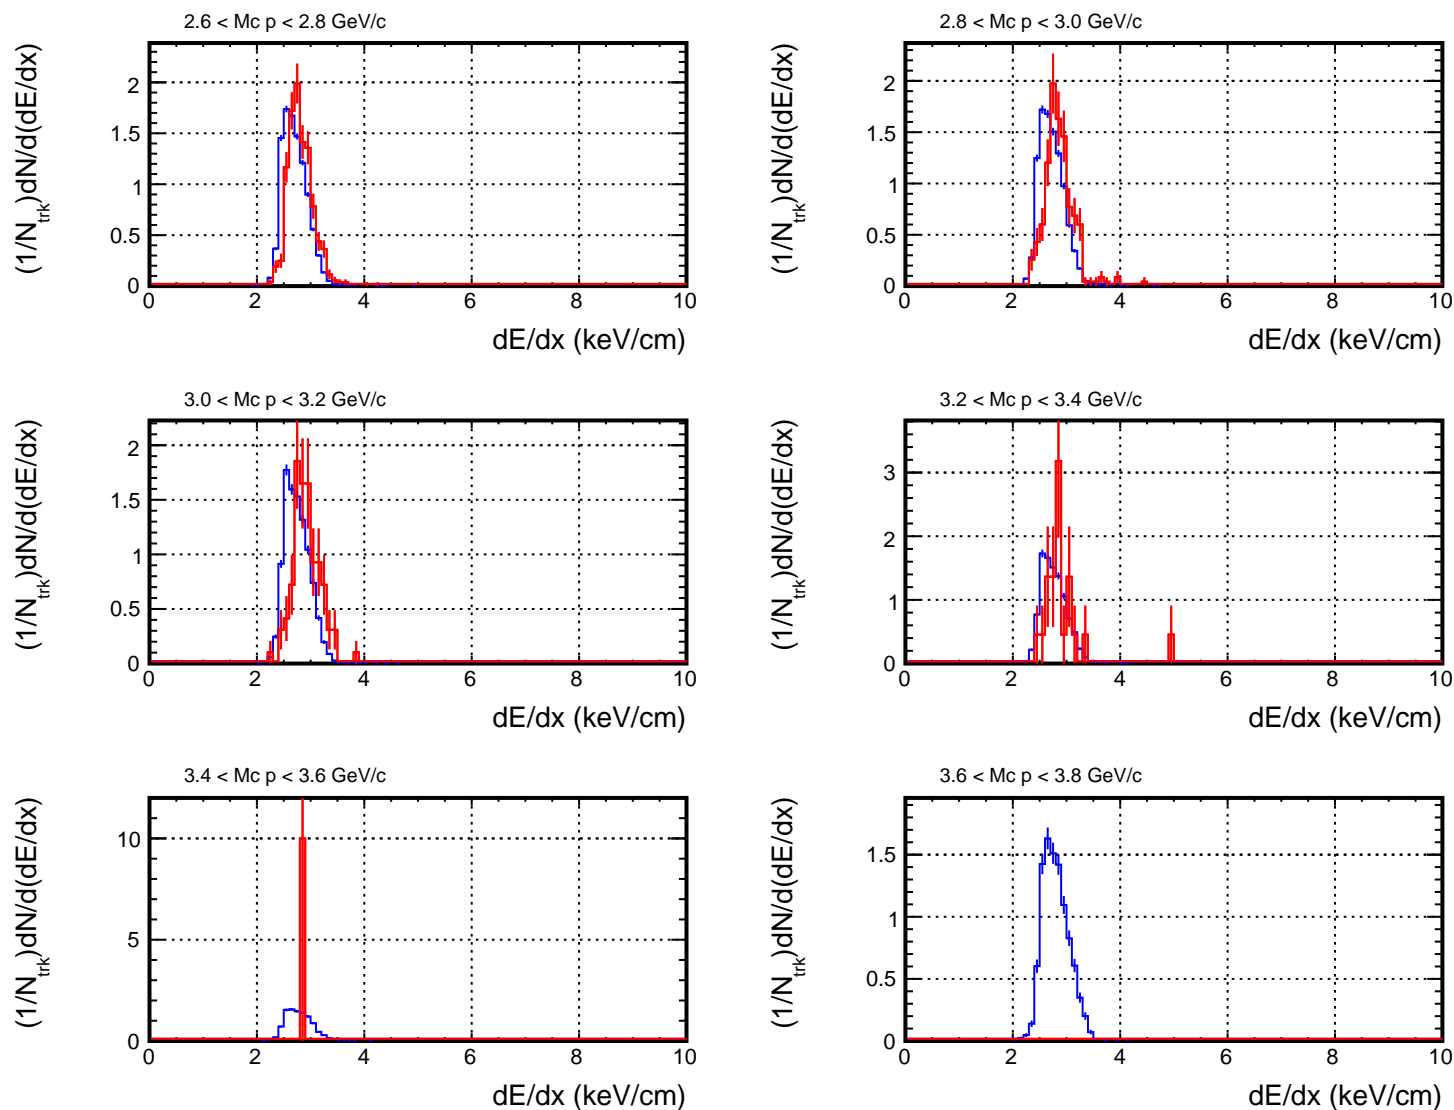 2.6 < Mc p < 2.8 GeV/c
(1/N_trk)dN/d(dE/dx)
2
1.5
1
0.5
0
0 2 4 6 8 10
dE/dx (keV/cm)
2.8 < Mc p < 3.0 GeV/c
(1/N_trk)dN/d(dE/dx)
2
1.5
1
0.5
0
0 2 4 6 8 10
dE/dx (keV/cm)
3.0 < Mc p < 3.2 GeV/c
(1/N_trk)dN/d(dE/dx)
2
1.5
1
0.5
0
0 2 4 6 8 10
dE/dx (keV/cm)
3.2 < Mc p < 3.4 GeV/c
(1/N_trk)dN/d(dE/dx)
3
2
1
0
0 2 4 6 8 10
dE/dx (keV/cm)
3.4 < Mc p < 3.6 GeV/c
(1/N_trk)dN/d(dE/dx)
10
5
0
0 2 4 6 8 10
dE/dx (keV/cm)
3.6 < Mc p < 3.8 GeV/c
(1/N_trk)dN/d(dE/dx)
1.5
1
0.5
0
0 2 4 6 8 10
dE/dx (keV/cm)